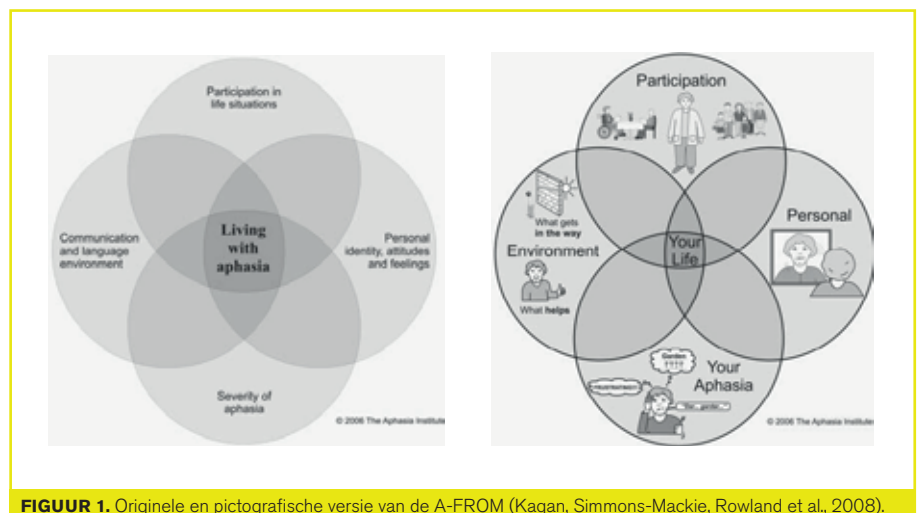 Participation in
life situations
Communication
and language
environment
Living
with
aphasia
Personal
identity, attitudes
and feelings
Severity of
aphasia
© 2006 The Aphasia Institute
Participation
What gets
in the way
Environment
What helps
Personal
Your
Life
Your
Aphasia
Garden
????
© 2006 The Aphasia Institute
FIGUUR 1. Originele en pictografische versie van de A-FROM (Kagan, Simmons-Mackie, Rowland et al., 2008).